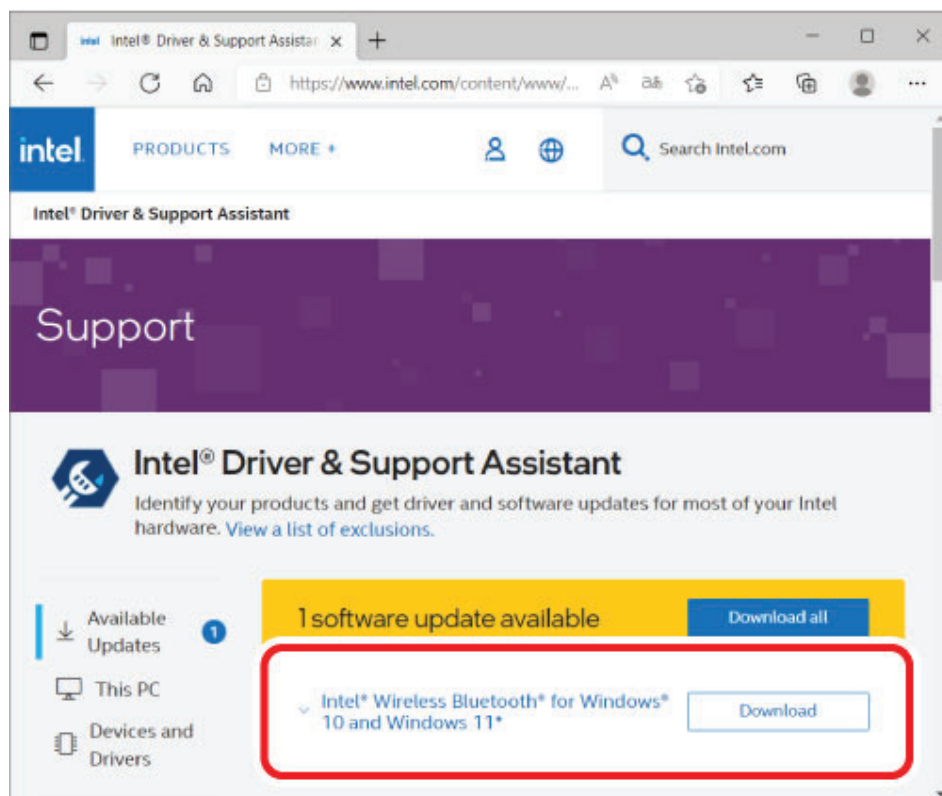 intel Intel® Driver & Support Assistar
https://www.intel.com/content/www/...
intel. PRODUCTS MORE + Search Intel.com
Intel® Driver & Support Assistant
Support
Intel® Driver & Support Assistant
Identify your products and get driver and software updates for most of your Intel
hardware. View a list of exclusions.
Available
Updates
1
This PC
Devices and
Drivers
1 software update available
Download all
Intel® Wireless Bluetooth® for Windows®
10 and Windows 11*
Download